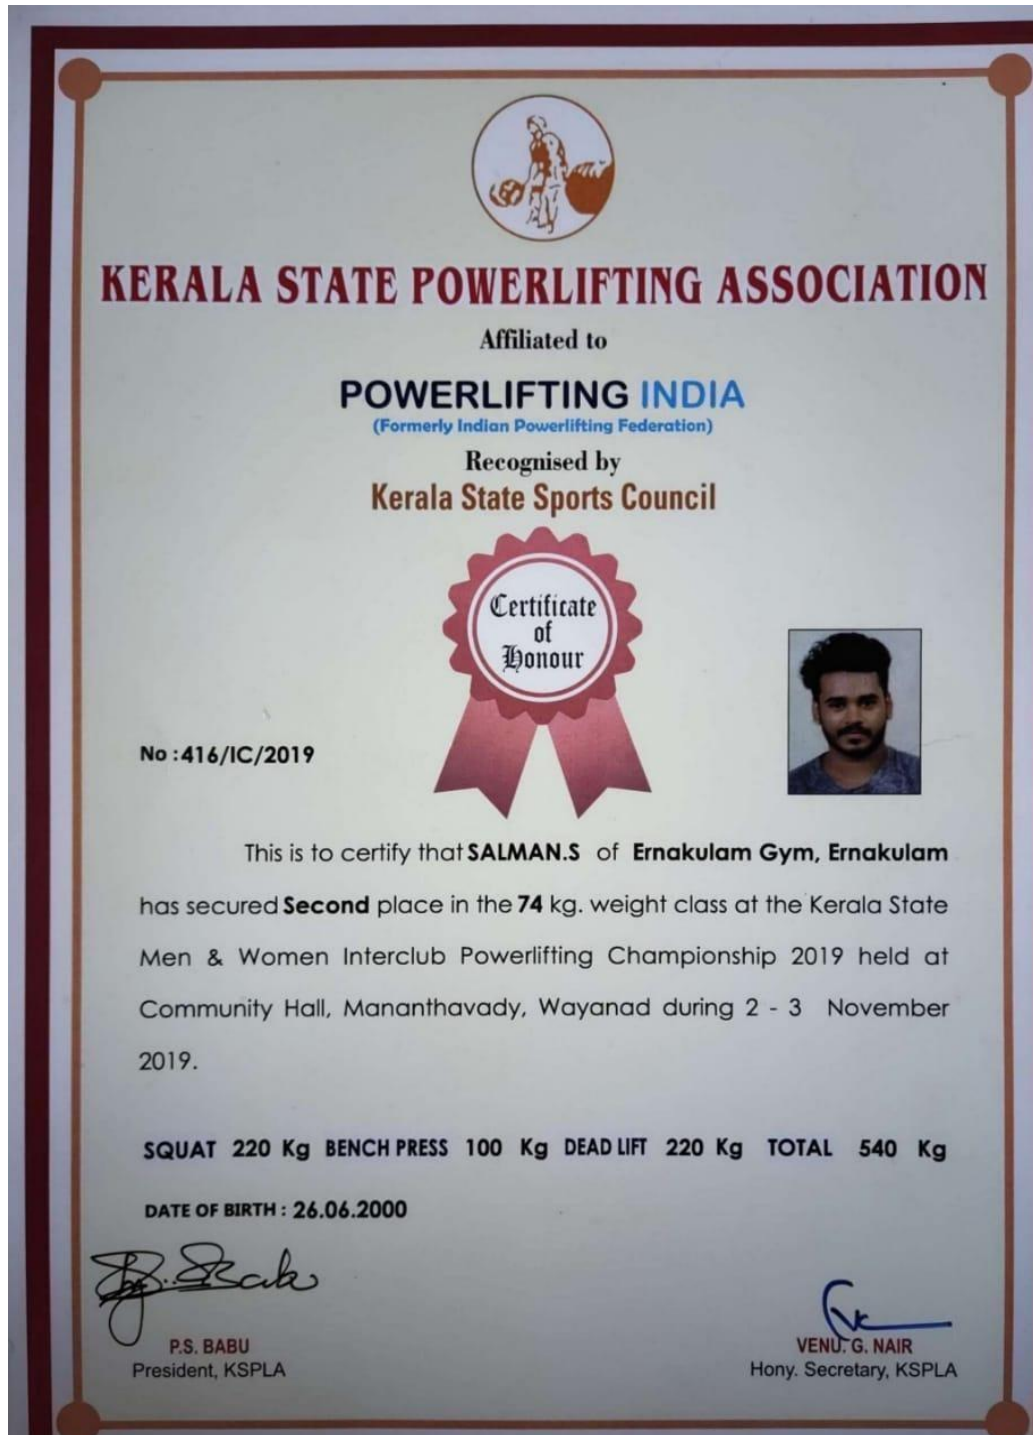 KERALA STATE POWERLIFTING ASSOCIATION
Affiliated to
POWERLIFTING INDIA
(Formerly Indian Powerlifting Federation)
Recognised by
Kerala State Sports Council
Certificate
of
Honour
No :416/IC/2019
This is to certify that SALMAN.S of Ernakulam Gym, Ernakulam
has secured Second place in the 74 kg. weight class at the Kerala State
Men & Women Interclub Powerlifting Championship 2019 held at
Community Hall, Mananthavady, Wayanad during 2 - 3 November
2019.
SQUAT 220 Kg BENCH PRESS 100 Kg DEAD LIFT 220 Kg TOTAL 540 Kg
DATE OF BIRTH : 26.06.2000
P.S. BABU
President, KSPLA
VENU. G. NAIR
Hony. Secretary, KSPLA